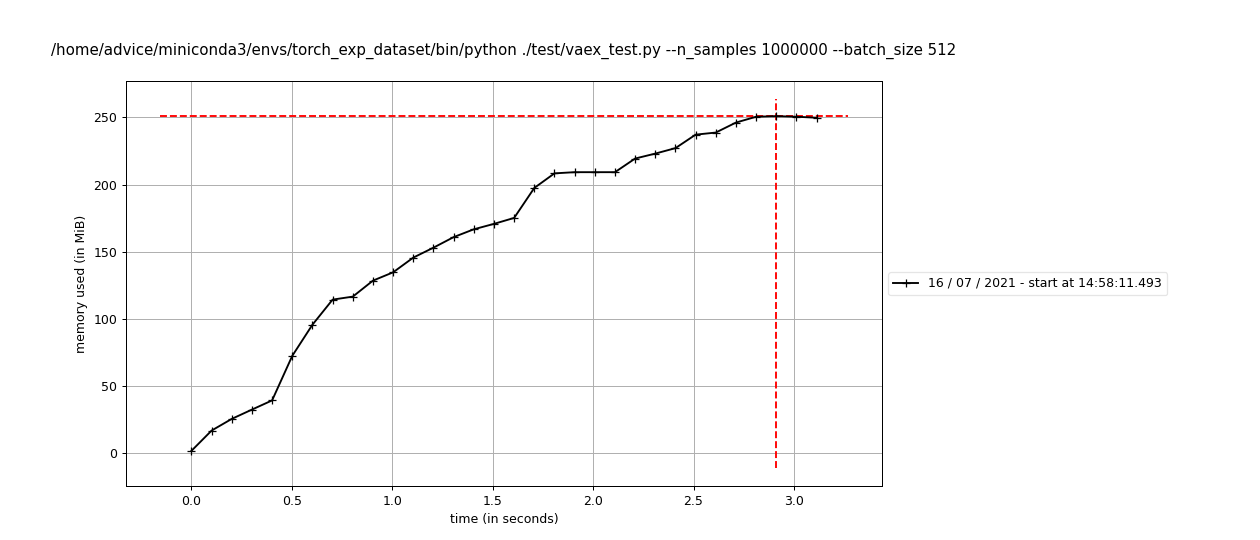 /home/advice/miniconda3/envs/torch_exp_dataset/bin/python ./test/vaex_test.py --n_samples 1000000 --batch_size 512
250
200
150
100
50
0
memory used (in MiB)
0.0 0.5 1.0 1.5 2.0 2.5 3.0
time (in seconds)
16 / 07 / 2021 - start at 14:58:11.493